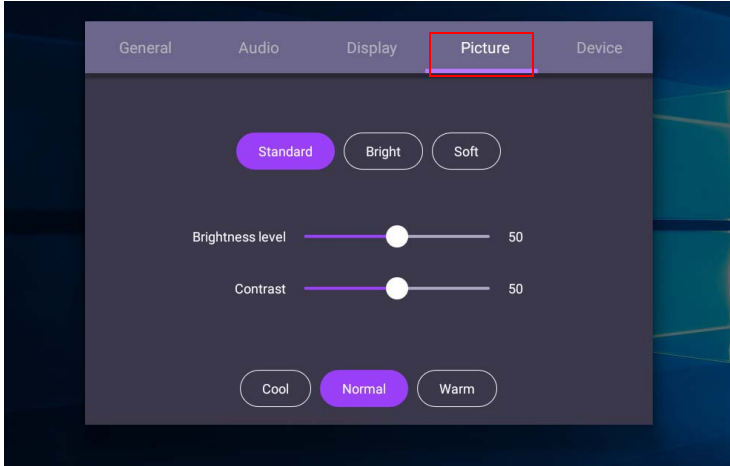 General Audio Display Picture Device
Standard Bright Soft
Brightness level 50
Contrast 50
Cool Normal Warm